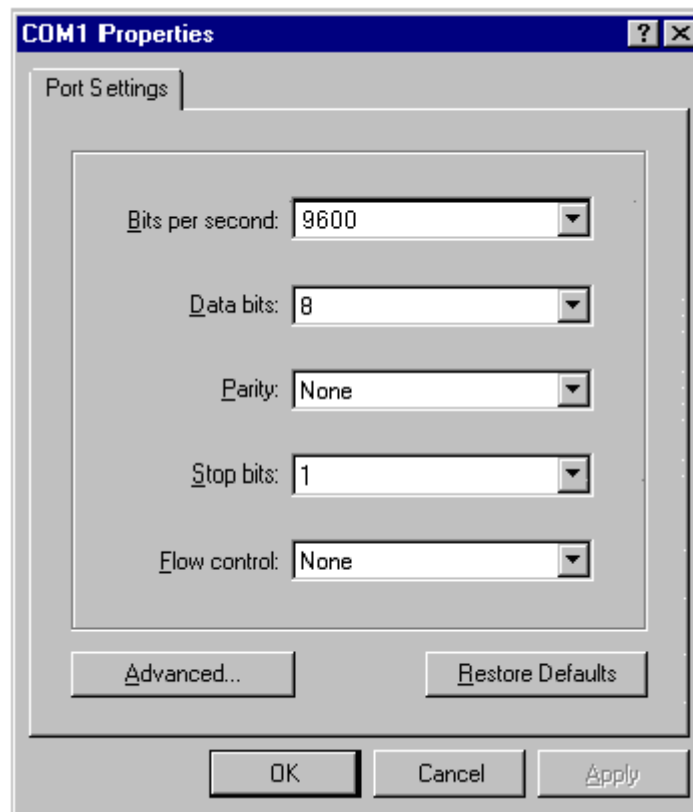 COM1 Properties
Port Settings
Bits per second: 9600
Data bits: 8
Parity: None
Stop bits: 1
Flow control: None
Advanced... Restore Defaults
OK Cancel Apply